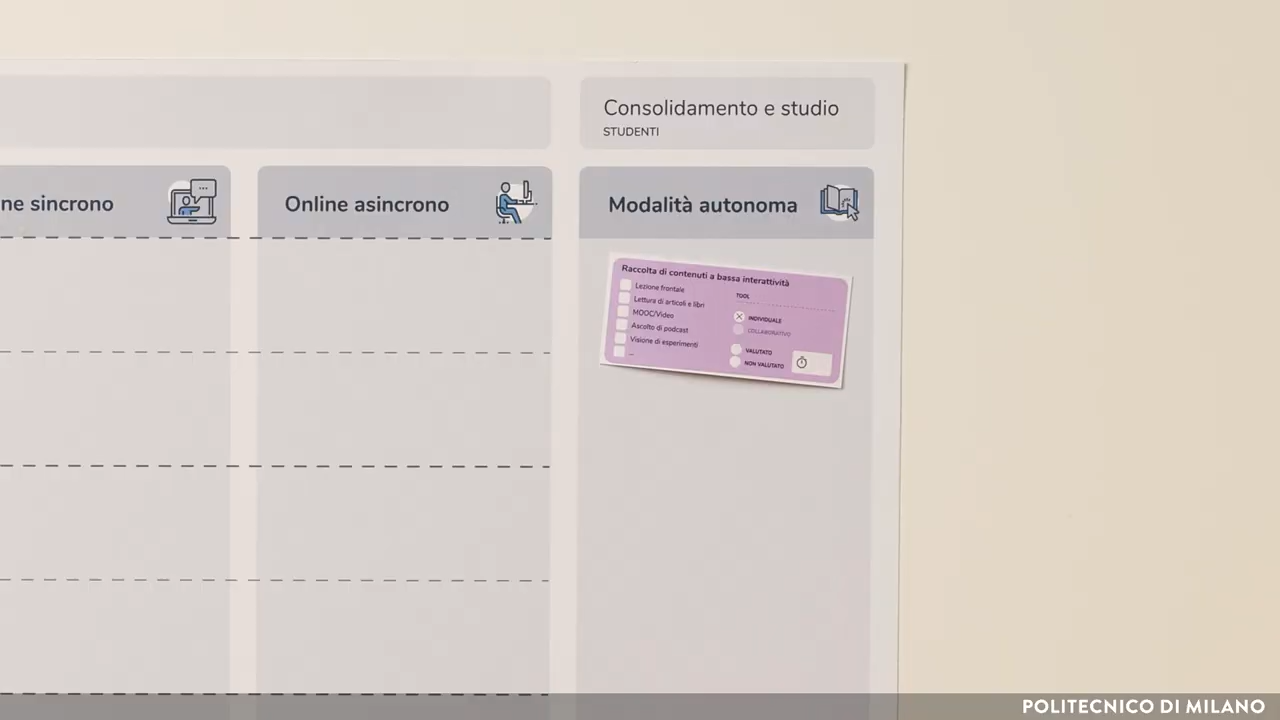 Consolidamento e studio
STUDENTI
ne sincrono
Online asincrono
Modalità autonoma
Raccolta di contenuti a bassa interattività
Lezione frontale
Lettura di articoli e libri
MOOC/Video
Ascolto di podcast
Visione di esperimenti
...
TOOL
INDIVIDUALE
COLLABORATIVO
VALUTATO
NON VALUTATO
POLITECNICO DI MILANO